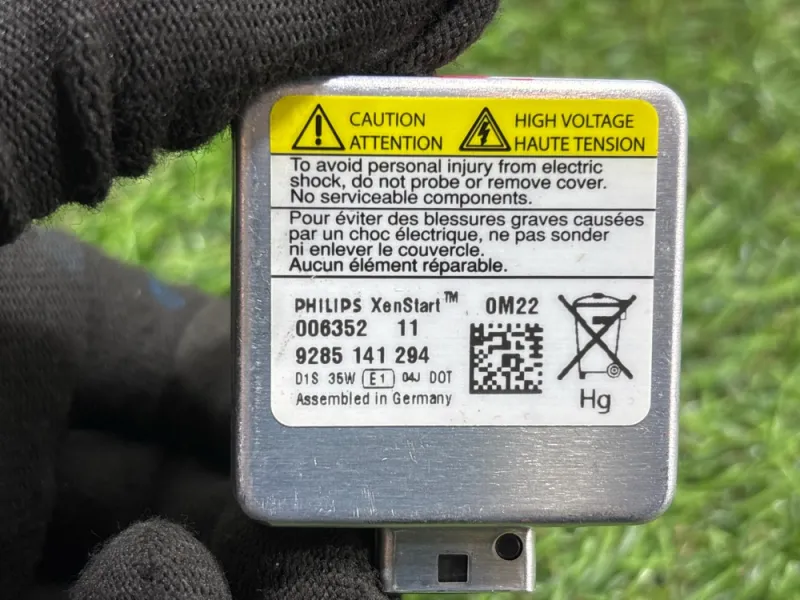 CAUTION
ATTENTION
HIGH VOLTAGE
HAUTE TENSION
To avoid personal injury from electric
shock, do not probe or remove cover.
No serviceable components.
Pour éviter des blessures graves causées
par un choc électrique, ne pas sonder
ni enlever le couvercle.
Aucun élément réparable.
PHILIPS XenStart™ 0M22
006352 11
9285 141 294
D1S 35W E1 04J DOT
Assembled in Germany
Hg